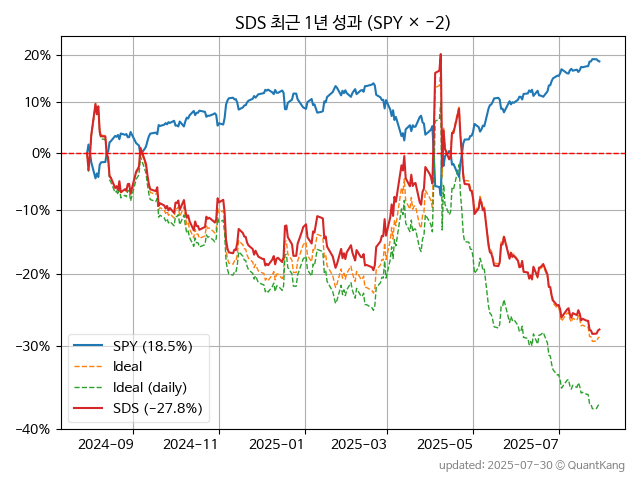 SDS 최근 1년 성과 (SPY × −2)
20%
10%
0%
−10%
−20%
−30%
−40%
SPY (18.5%)
Ideal
Ideal (daily)
SDS (−27.8%)
2024-09
2024-11
2025-01
2025-03
2025-05
2025-07
updated: 2025-07-30 © QuantKang